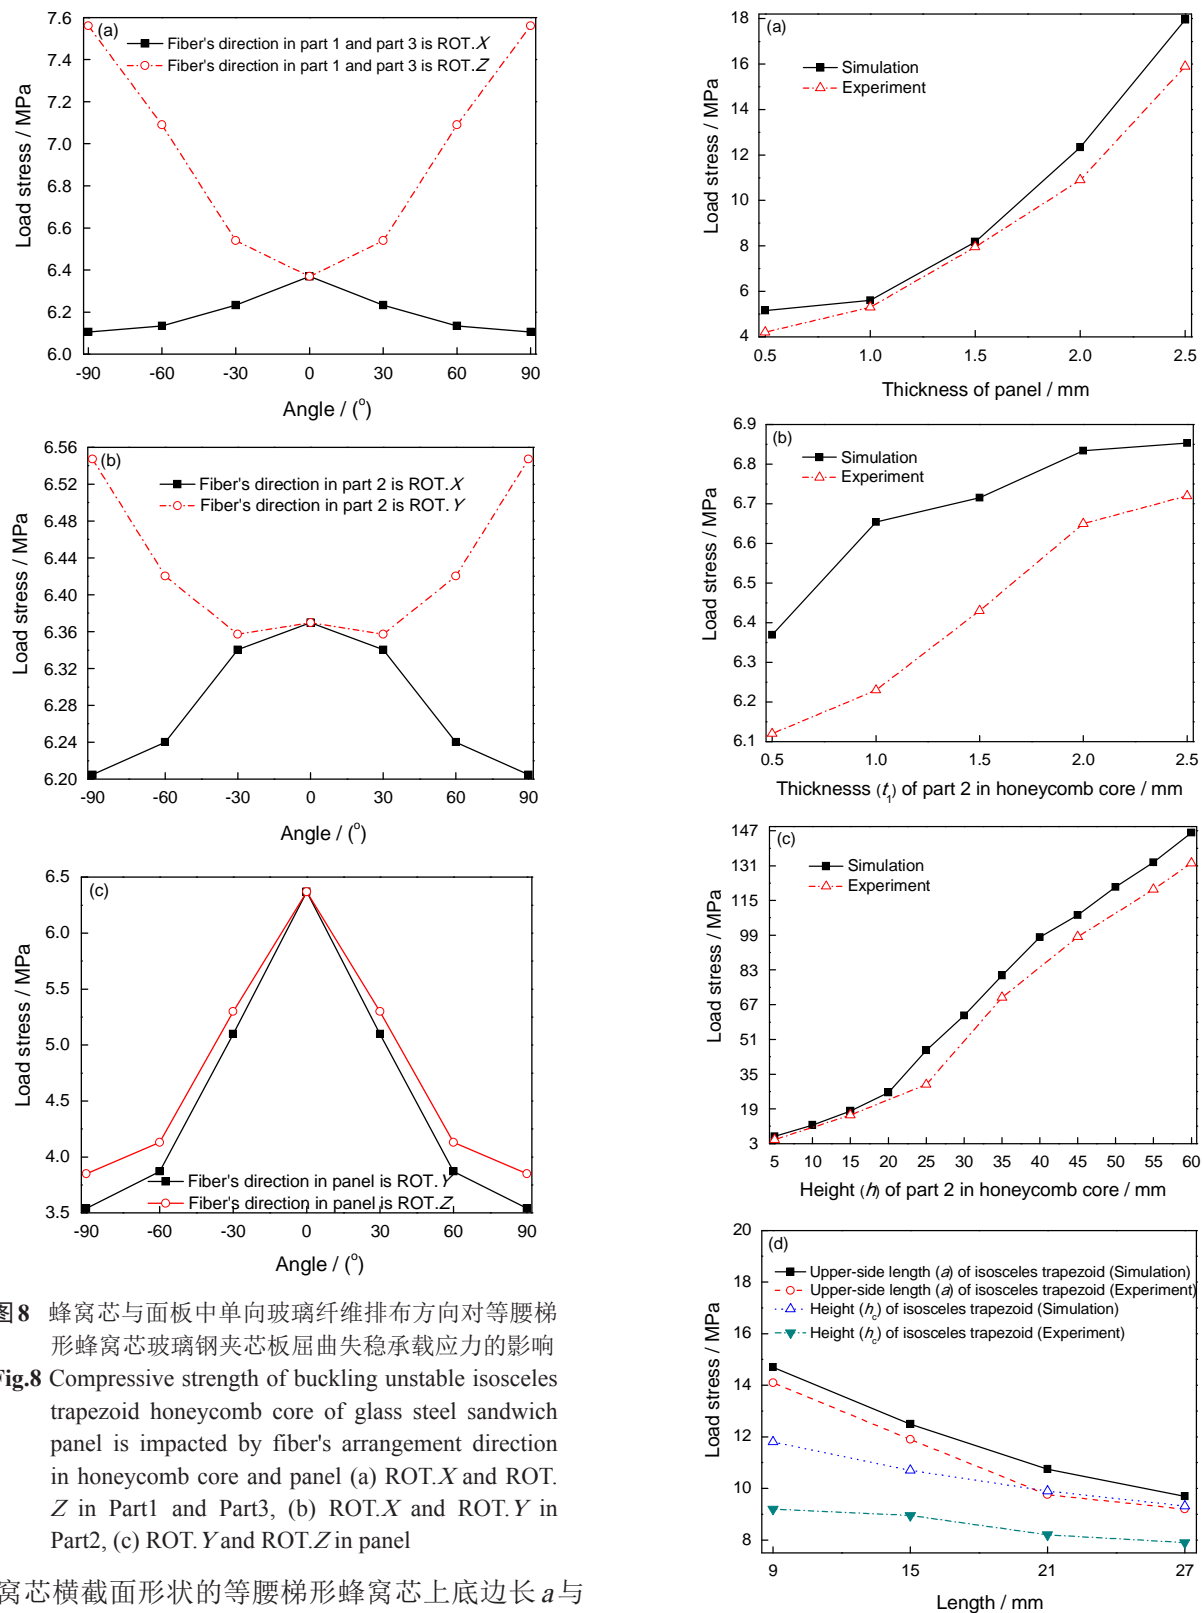 (a)
Fiber's direction in part 1 and part 3 is ROT.X
Fiber's direction in part 1 and part 3 is ROT.Z
Load stress / MPa
7.6
7.4
7.2
7.0
6.8
6.6
6.4
6.2
6.0
-90 -60 -30 0 30 60 90
Angle / (°)
(b)
Fiber's direction in part 2 is ROT.X
Fiber's direction in part 2 is ROT.Y
Load stress / MPa
6.56
6.52
6.48
6.44
6.40
6.36
6.32
6.28
6.24
6.20
-90 -60 -30 0 30 60 90
Angle / (°)
(c)
Load stress / MPa
6.5
6.0
5.5
5.0
4.5
4.0
3.5
Fiber's direction in panel is ROT.Y
Fiber's direction in panel is ROT.Z
-90 -60 -30 0 30 60 90
Angle / (°)
图8 蜂窝芯与面板中单向玻璃纤维排布方向对等腰梯
形蜂窝芯玻璃钢夹芯板屈曲失稳承载应力的影响
Fig.8 Compressive strength of buckling unstable isosceles
trapezoid honeycomb core of glass steel sandwich
panel is impacted by fiber's arrangement direction
in honeycomb core and panel (a) ROT.X and ROT.
Z in Part1 and Part3, (b) ROT.X and ROT.Y in
Part2, (c) ROT.Y and ROT.Z in panel
窝芯横截面形状的等腰梯形蜂窝芯上底边长a与
(a)
Simulation
Experiment
Load stress / MPa
18
16
14
12
10
8
6
4
0.5 1.0 1.5 2.0 2.5
Thickness of panel / mm
(b)
Simulation
Experiment
Load stress / MPa
6.9
6.8
6.7
6.6
6.5
6.4
6.3
6.2
6.1
0.5 1.0 1.5 2.0 2.5
Thicknesss (t1) of part 2 in honeycomb core / mm
(c)
Simulation
Experiment
Load stress / MPa
147
131
115
99
83
67
51
35
19
3
5 10 15 20 25 30 35 40 45 50 55 60
Height (h) of part 2 in honeycomb core / mm
(d)
Upper-side length (a) of isosceles trapezoid (Simulation)
Upper-side length (a) of isosceles trapezoid (Experiment)
Height (hc) of isosceles trapezoid (Simulation)
Height (hc) of isosceles trapezoid (Experiment)
Load stress / MPa
20
18
16
14
12
10
8
9 15 21 27
Length / mm